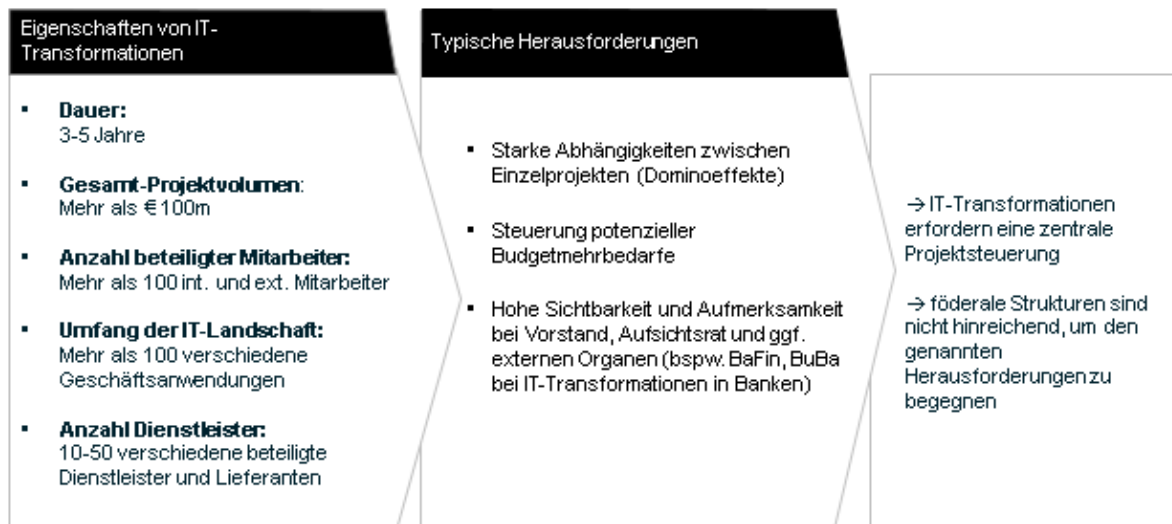 Eigenschaften von IT-
Transformationen
▪ Dauer:
3-5 Jahre
▪ Gesamt-Projektvolumen:
Mehr als € 100m
▪ Anzahl beteiligter Mitarbeiter:
Mehr als 100 int. und ext. Mitarbeiter
▪ Umfang der IT-Landschaft:
Mehr als 100 verschiedene
Geschäftsanwendungen
▪ Anzahl Dienstleister:
10-50 verschiedene beteiligte
Dienstleister und Lieferanten
Typische Herausforderungen
▪ Starke Abhängigkeiten zwischen
Einzelprojekten (Dominoeffekte)
▪ Steuerung potenzieller
Budgetmehrbedarfe
▪ Hohe Sichtbarkeit und Aufmerksamkeit
bei Vorstand, Aufsichtsrat und ggf.
externen Organen (bspw. BaFin, BuBa
bei IT-Transformationen in Banken)
→ IT-Transformationen
erfordern eine zentrale
Projektsteuerung
→ föderale Strukturen sind
nicht hinreichend, um den
genannten
Herausforderungen zu
begegnen